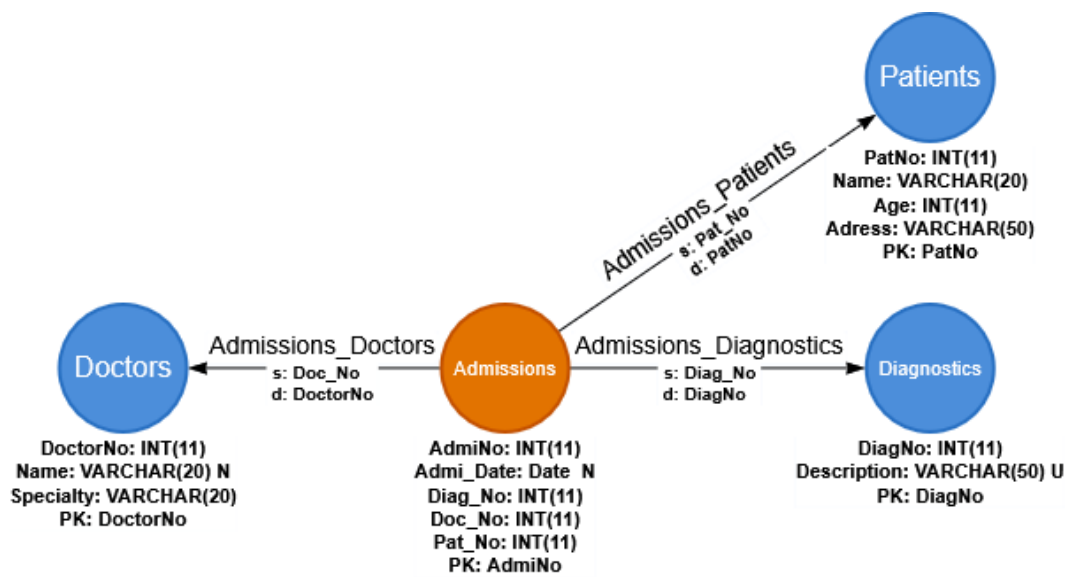 Patients
PatNo: INT(11)
Name: VARCHAR(20)
Age: INT(11)
Adress: VARCHAR(50)
PK: PatNo
Admissions_Patients
s: Pat_No
d: PatNo
Doctors
DoctorNo: INT(11)
Name: VARCHAR(20) N
Specialty: VARCHAR(20)
PK: DoctorNo
Admissions_Doctors
s: Doc_No
d: DoctorNo
Admissions
AdmiNo: INT(11)
Admi_Date: Date N
Diag_No: INT(11)
Doc_No: INT(11)
Pat_No: INT(11)
PK: AdmiNo
Admissions_Diagnostics
s: Diag_No
d: DiagNo
Diagnostics
DiagNo: INT(11)
Description: VARCHAR(50) U
PK: DiagNo